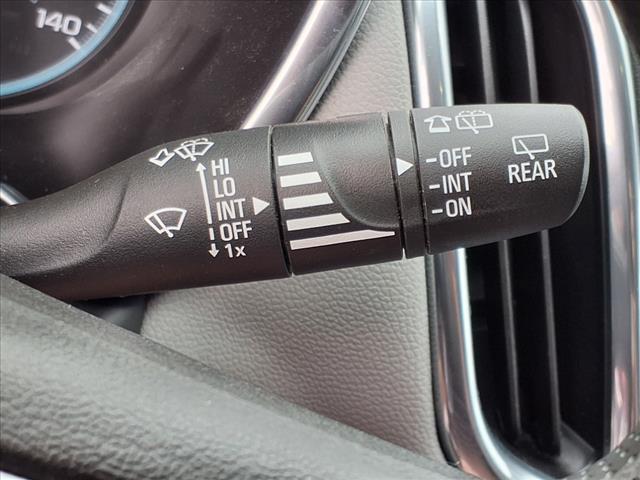 140
HI
LO
INT
OFF
1x
-OFF
-INT
-ON
REAR